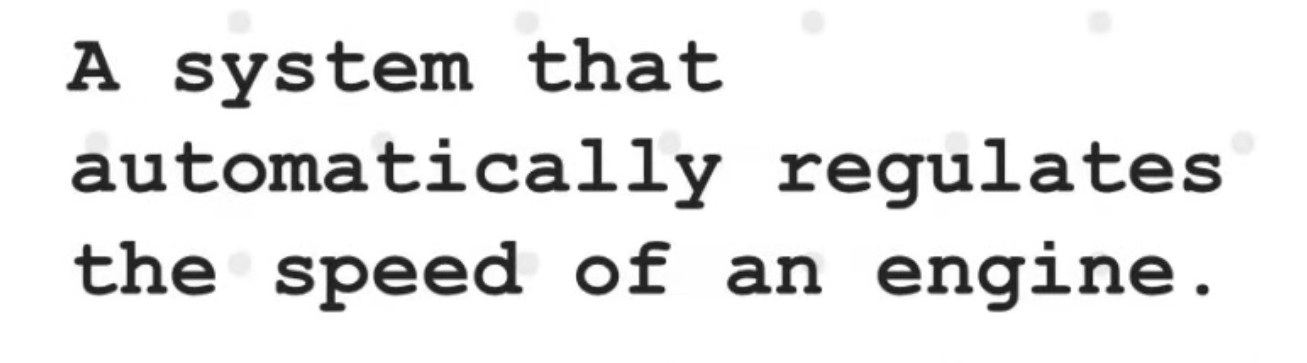 A system that
automatically regulates
the speed of an engine.